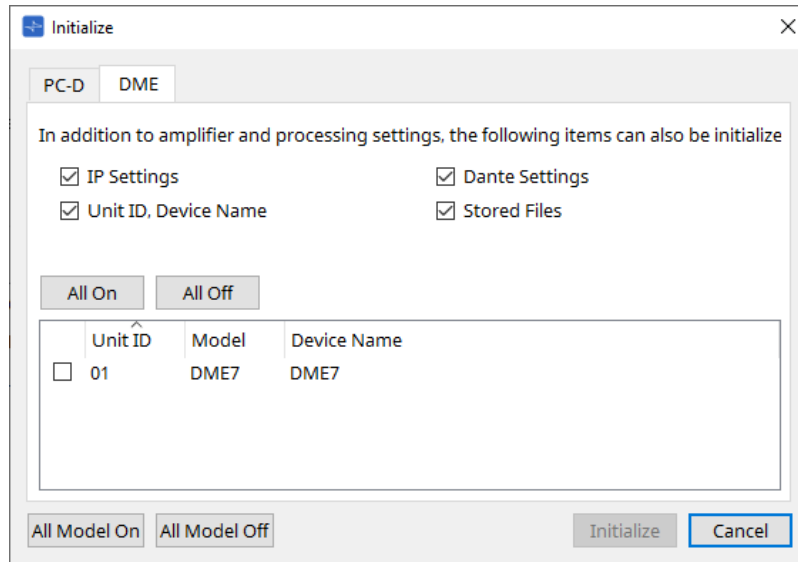 Initialize
PC-D DME
In addition to amplifier and processing settings, the following items can also be initialize
IP Settings Dante Settings
Unit ID, Device Name Stored Files
All On All Off
Unit ID Model Device Name
01 DME7 DME7
All Model On All Model Off Initialize Cancel